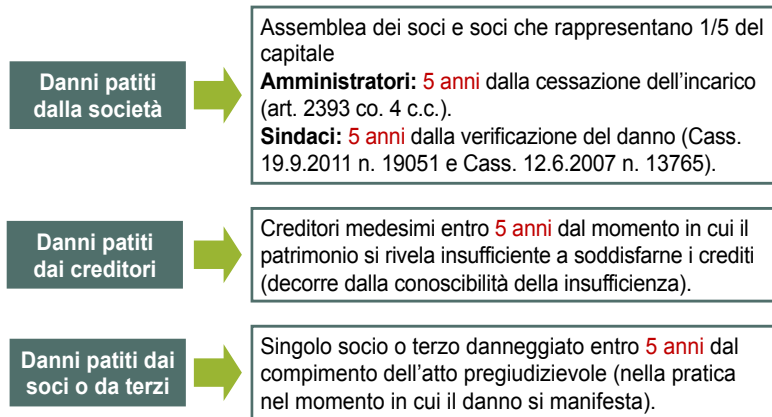 Danni patiti
dalla società
Assemblea dei soci e soci che rappresentano 1/5 del
capitale
Amministratori: 5 anni dalla cessazione dell’incarico
(art. 2393 co. 4 c.c.).
Sindaci: 5 anni dalla verificazione del danno (Cass.
19.9.2011 n. 19051 e Cass. 12.6.2007 n. 13765).
Danni patiti
dai creditori
Creditori medesimi entro 5 anni dal momento in cui il
patrimonio si rivela insufficiente a soddisfarne i crediti
(decorre dalla conoscibilità della insufficienza).
Danni patiti dai
soci o da terzi
Singolo socio o terzo danneggiato entro 5 anni dal
compimento dell’atto pregiudizievole (nella pratica
nel momento in cui il danno si manifesta).